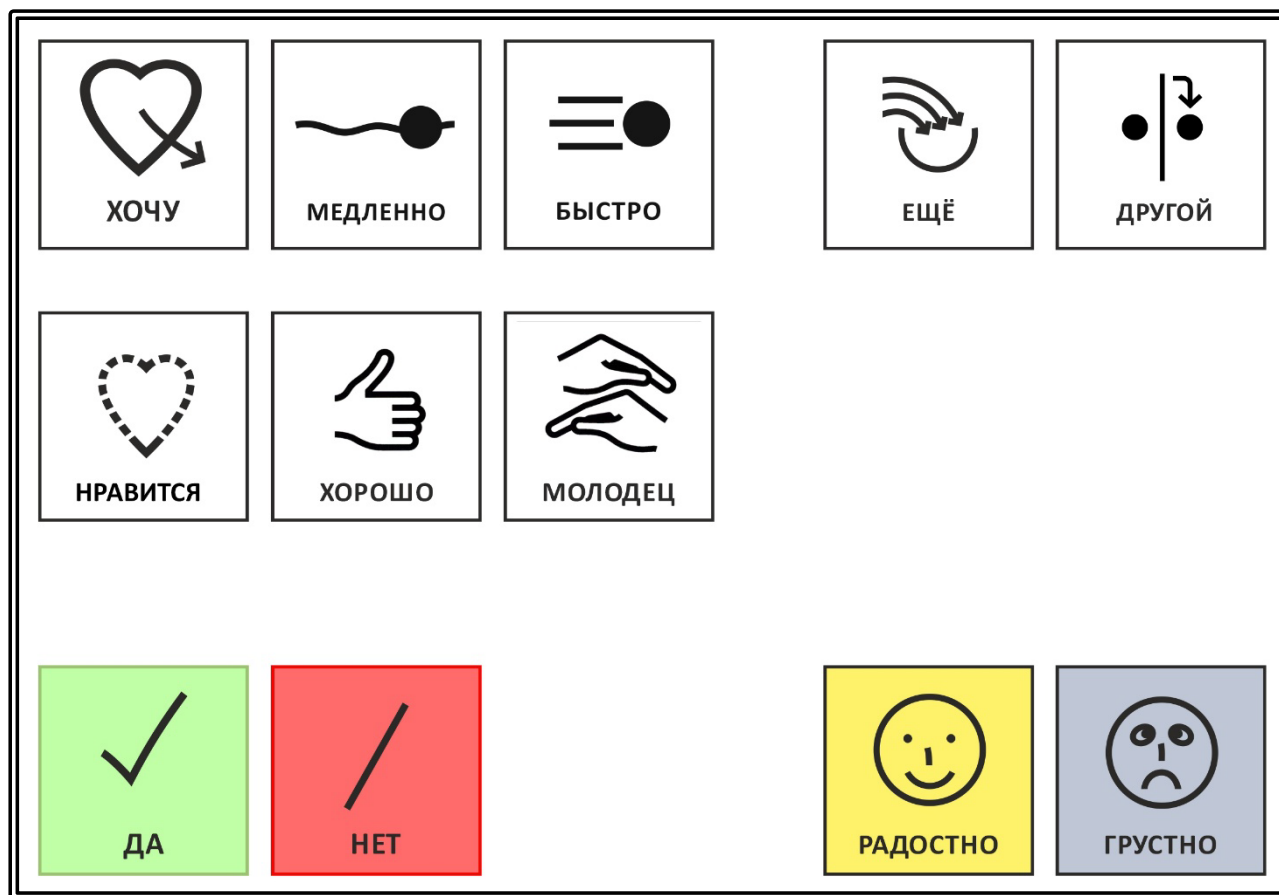 ХОЧУ
МЕДЛЕННО
БЫСТРО
ЕЩЁ
ДРУГОЙ
НРАВИТСЯ
ХОРОШО
МОЛОДЕЦ
ДА
НЕТ
РАДОСТНО
ГРУСТНО